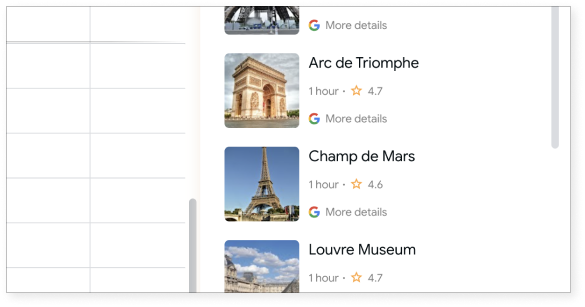 More details
Arc de Triomphe
1 hour · ☆ 4.7
More details
Champ de Mars
1 hour · ☆ 4.6
More details
Louvre Museum
1 hour · ☆ 4.7